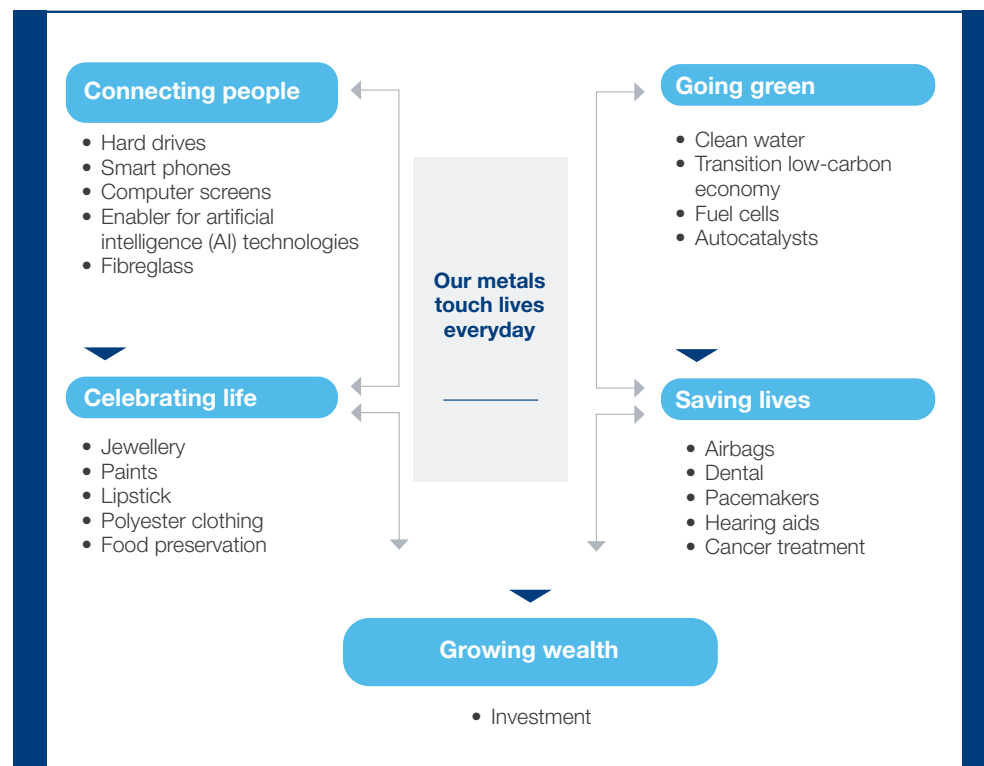 Connecting people
• Hard drives
• Smart phones
• Computer screens
• Enabler for artificial
intelligence (AI) technologies
• Fibreglass
Going green
• Clean water
• Transition low-carbon
economy
• Fuel cells
• Autocatalysts
Our metals
touch lives
everyday
Celebrating life
• Jewellery
• Paints
• Lipstick
• Polyester clothing
• Food preservation
Saving lives
• Airbags
• Dental
• Pacemakers
• Hearing aids
• Cancer treatment
Growing wealth
• Investment